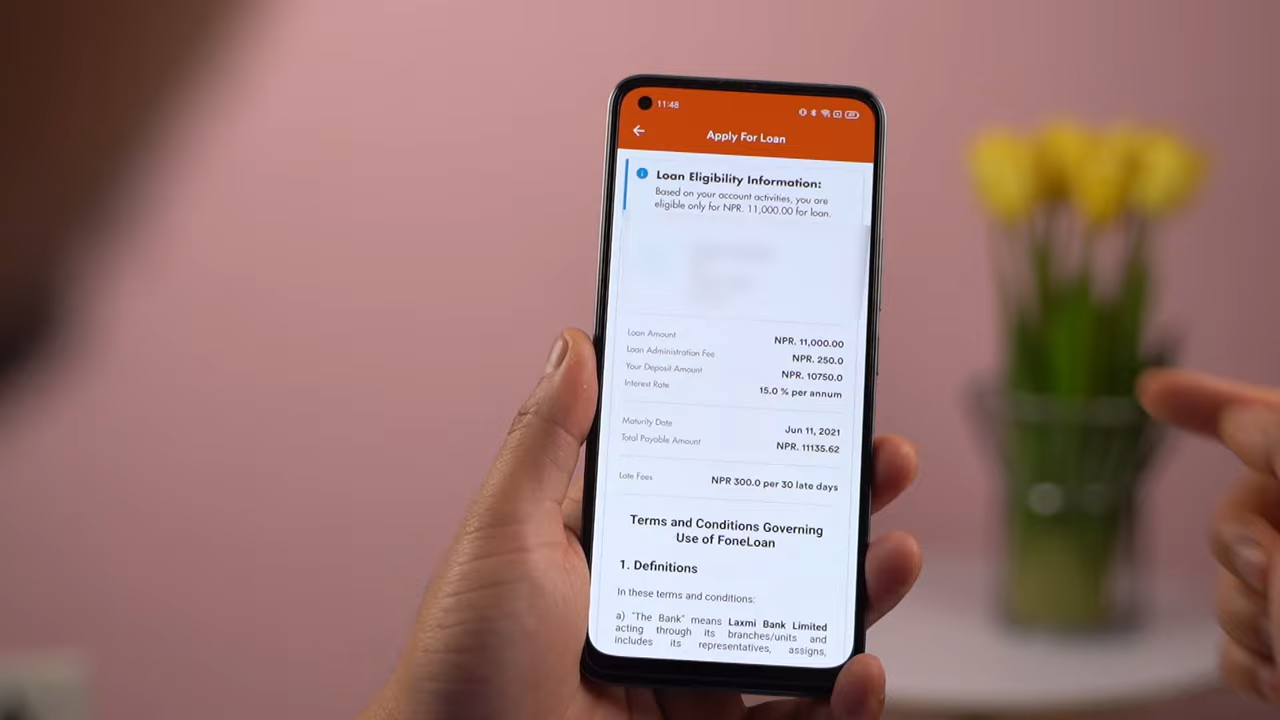 11:48
Apply For Loan
Loan Eligibility Information:
Based on your account activities, you are
eligible only for NPR. 11,000.00 for loan.
Loan Amount NPR. 11,000.00
Loan Administration Fee NPR. 250.0
Your Deposit Amount NPR. 10750.0
Interest Rate 15.0 % per annum
Maturity Date Jun 11, 2021
Total Payable Amount NPR. 11135.62
Late Fees NPR 300.0 per 30 late days
Terms and Conditions Governing
Use of FoneLoan
1. Definitions
In these terms and conditions:
a) "The Bank" means Laxmi Bank Limited
acting through its branches/units and
includes its representatives, assigns,